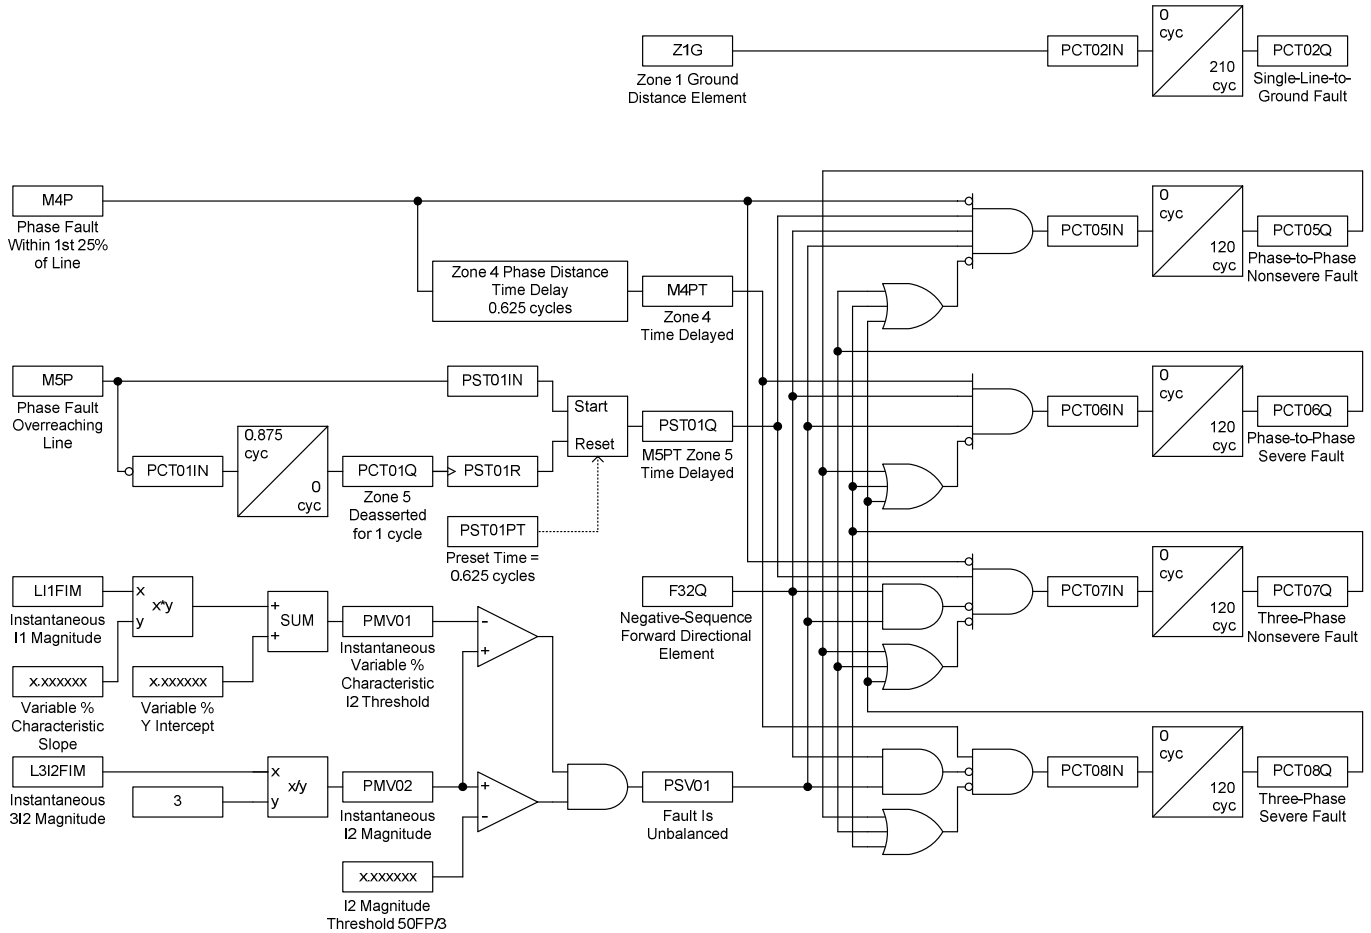 Z1G
Zone 1 Ground
Distance Element
PCT02IN
0
cyc
210
cyc
PCT02Q
Single-Line-to-
Ground Fault
M4P
Phase Fault
Within 1st 25%
of Line
Zone 4 Phase Distance
Time Delay
0.625 cycles
M4PT
Zone 4
Time Delayed
PCT05IN
0
cyc
120
cyc
PCT05Q
Phase-to-Phase
Nonsevere Fault
M5P
Phase Fault
Overreaching
Line
PCT01IN
0.875
cyc
0
cyc
PCT01Q
Zone 5
Deasserted
for 1 cycle
PST01IN
PST01R
PST01PT
Preset Time =
0.625 cycles
Start
Reset
PST01Q
M5PT Zone 5
Time Delayed
PCT06IN
0
cyc
120
cyc
PCT06Q
Phase-to-Phase
Severe Fault
LI1FIM
Instantaneous
I1 Magnitude
x
y
x*y
x.xxxxxx
Variable %
Characteristic
Slope
x.xxxxxx
Variable %
Y Intercept
+
+
SUM
PMV01
Instantaneous
Variable %
Characteristic
I2 Threshold
-
+
F32Q
Negative-Sequence
Forward Directional
Element
PCT07IN
0
cyc
120
cyc
PCT07Q
Three-Phase
Nonsevere Fault
L3I2FIM
Instantaneous
3I2 Magnitude
3
x
y
x/y
PMV02
Instantaneous
I2 Magnitude
x.xxxxxx
I2 Magnitude
Threshold 50FP/3
+
-
PSV01
Fault Is
Unbalanced
PCT08IN
0
cyc
120
cyc
PCT08Q
Three-Phase
Severe Fault